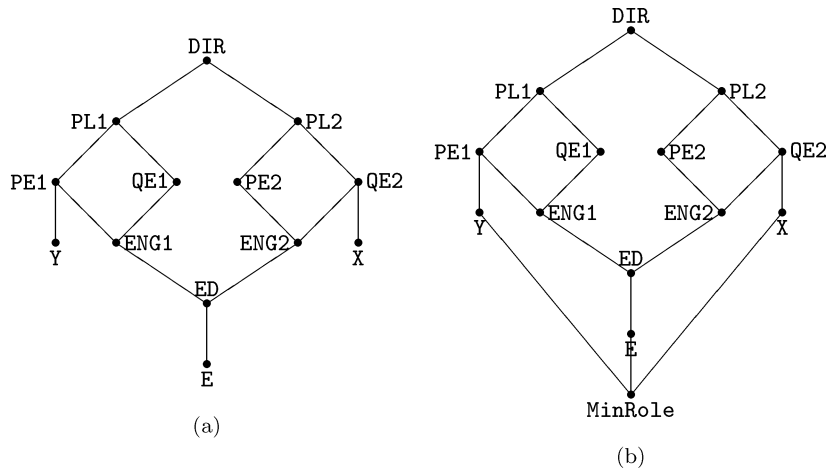 DIR
PL1 PL2
PE1 QE1 PE2 QE2
ENG1 ENG2
Y X
ED
E
(a)
DIR
PL1 PL2
PE1 QE1 PE2 QE2
ENG1 ENG2
Y X
ED
E
MinRole
(b)